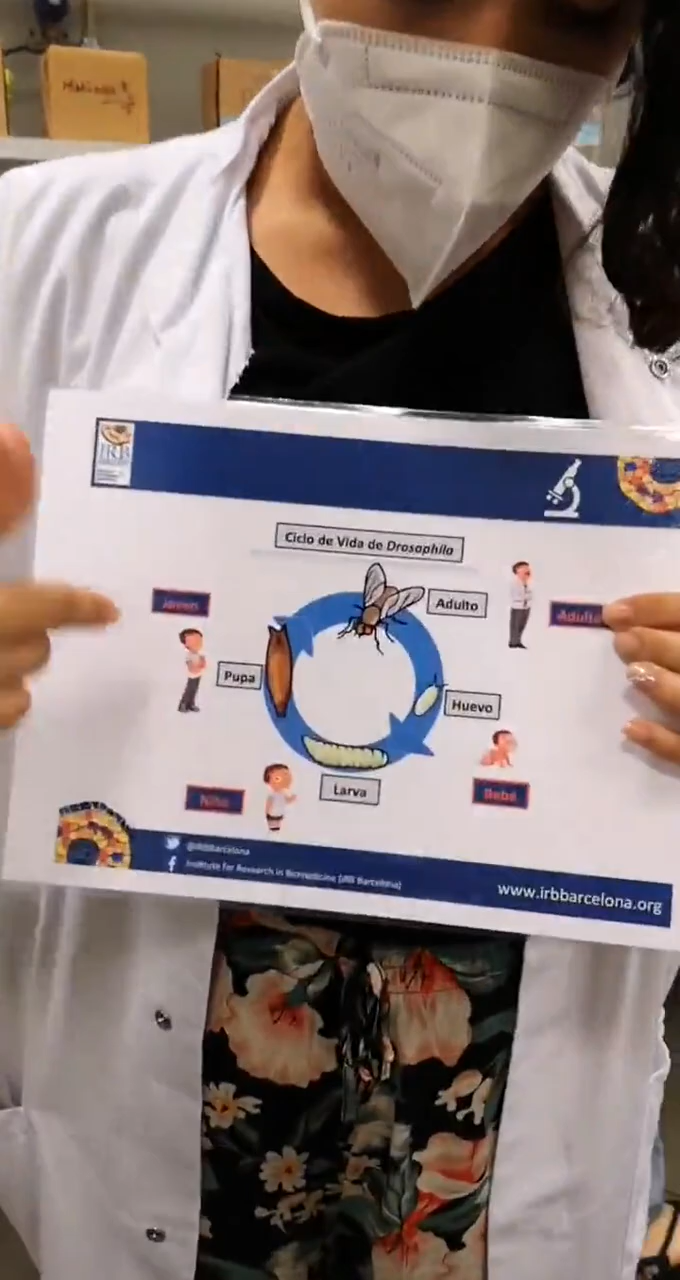 IRB
Ciclo de Vida de Drosophila
Adulto
Joven
Pupa
Huevo
Larva
Niño
Bebé
@IRBBarcelona
Institute for Research in Biomedicine (IRB Barcelona)
www.irbbarcelona.org